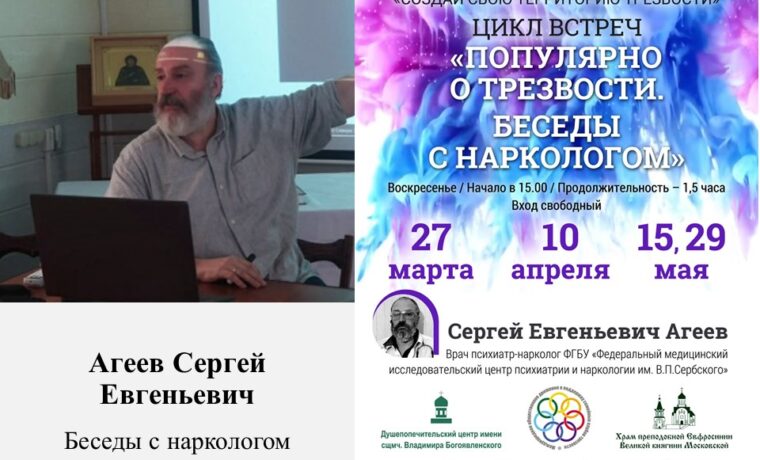 Агеев Сергей
Евгеньевич
Беседы с наркологом
«СОЗДАЙ СВОЮ ТЕРРИТОРИЮ ТРЕЗВОСТИ»
ЦИКЛ ВСТРЕЧ
«ПОПУЛЯРНО
О ТРЕЗВОСТИ.
БЕСЕДЫ
С НАРКОЛОГОМ»
Воскресенье / Начало в 15.00 / Продолжительность – 1,5 часа
Вход свободный
27
марта
10
апреля
15, 29
мая
Сергей Евгеньевич Агеев
Врач психиатр-нарколог ФГБУ «Федеральный медицинский
исследовательский центр психиатрии и наркологии им. В.П.Сербского»
Душепопечительский центр имени
сщмч. Владимира Богоявленского
Храм преподобной Евфросинии
Великой княгини Московской